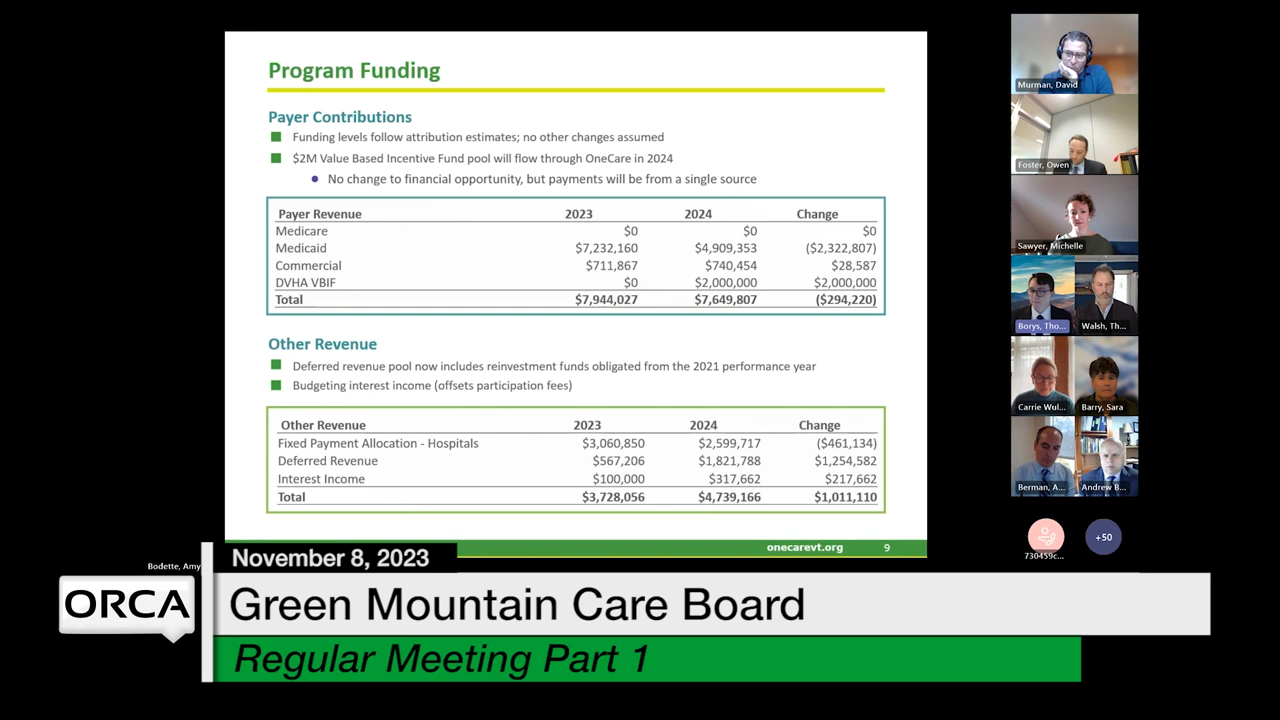 Program Funding
Payer Contributions
Funding levels follow attribution estimates; no other changes assumed
$2M Value Based Incentive Fund pool will flow through OneCare in 2024
No change to financial opportunity, but payments will be from a single source
Payer Revenue 2023 2024 Change
Medicare $0 $0 $0
Medicaid $7,232,160 $4,909,353 ($2,322,807)
Commercial $711,867 $740,454 $28,587
DVHA VBIF $0 $2,000,000 $2,000,000
Total $7,944,027 $7,649,807 ($294,220)
Other Revenue
Deferred revenue pool now includes reinvestment funds obligated from the 2021 performance year
Budgeting interest income (offsets participation fees)
Other Revenue 2023 2024 Change
Fixed Payment Allocation - Hospitals $3,060,850 $2,599,717 ($461,134)
Deferred Revenue $567,206 $1,821,788 $1,254,582
Interest Income $100,000 $317,662 $217,662
Total $3,728,056 $4,739,166 $1,011,110
onecarevt.org 9
Murman, David
Foster, Owen
Sawyer, Michelle
Borys, Tho... Walsh, Th...
Carrie Wul... Barry, Sara
Berman, A... Andrew B...
+50
730459c...
Bodette, Amy
November 8, 2023
ORCA
Green Mountain Care Board
Regular Meeting Part 1